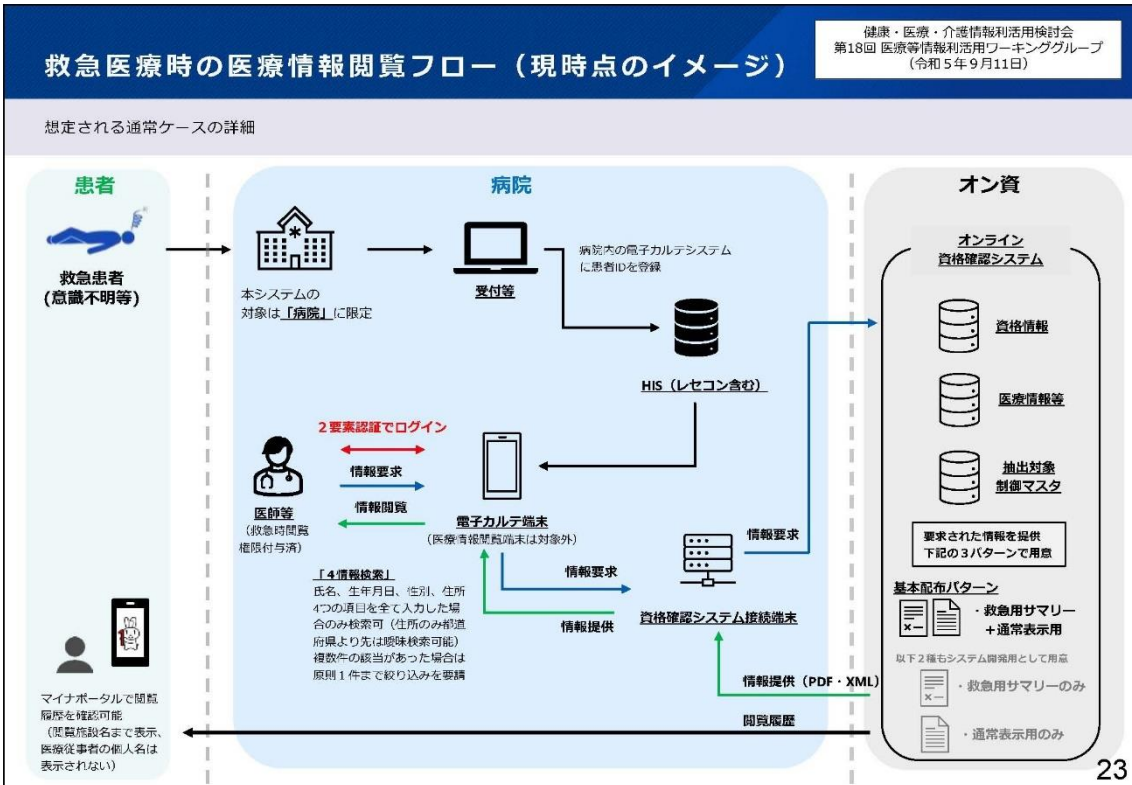 救急医療時の医療情報閲覧フロー（現時点のイメージ）
健康・医療・介護情報利活用検討会
第18回 医療等情報利活用ワーキンググループ
（令和５年９月11日）
想定される通常ケースの詳細
患者
救急患者
(意識不明等)
マイナポータルで閲覧
履歴を確認可能
（閲覧施設名まで表示、
医療従事者の個人名は
表示されない）
病院
本システムの
対象は「病院」に限定
受付等
病院内の電子カルテシステム
に患者IDを登録
HIS（レセコン含む）
２要素認証でログイン
情報要求
情報閲覧
医師等
（救急時閲覧
権限付与済）
電子カルテ端末
（医療情報閲覧端末は対象外）
「４情報検索」
氏名、生年月日、性別、住所
4つの項目を全て入力した場
合のみ検索可（住所のみ都道
府県より先は曖昧検索可能）
複数件の該当があった場合は
原則１件まで絞り込みを要請
情報要求
情報提供
情報要求
資格確認システム接続端末
情報提供（PDF・XML）
閲覧履歴
オン資
オンライン
資格確認システム
資格情報
医療情報等
抽出対象
制御マスタ
要求された情報を提供
下記の３パターンで用意
基本配布パターン
・救急用サマリー
＋通常表示用
以下２種もシステム開発用として用意
・救急用サマリーのみ
・通常表示用のみ
23